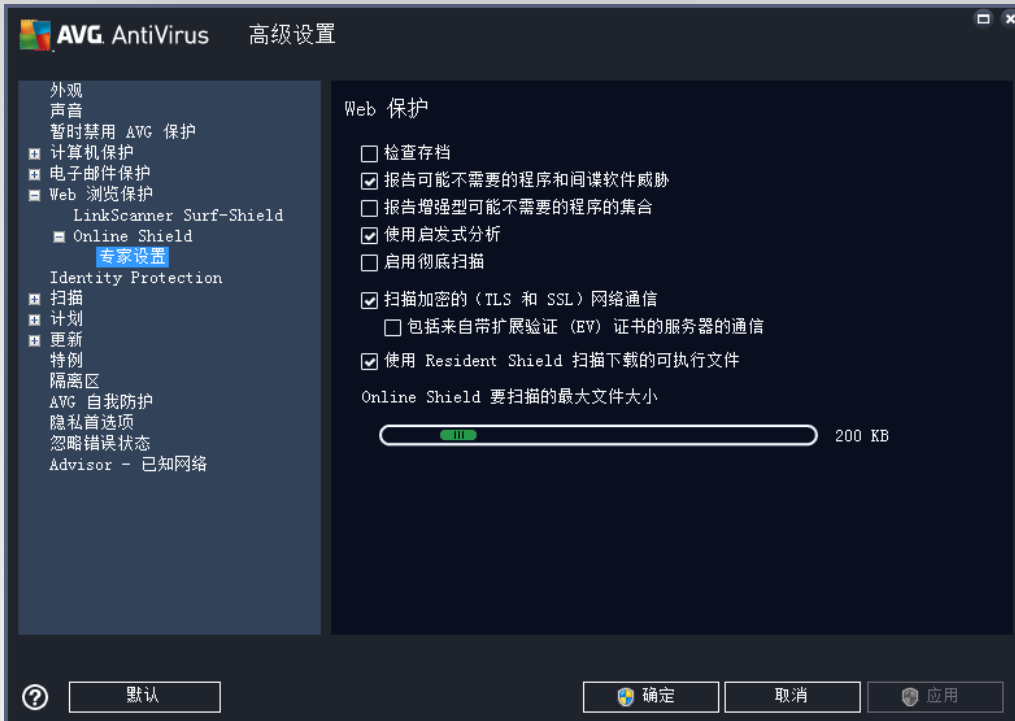 AVG. AntiVirus 高级设置
外观
声音
暂时禁用 AVG 保护
计算机保护
电子邮件保护
Web 浏览保护
LinkScanner Surf-Shield
Online Shield
专家设置
Identity Protection
扫描
计划
更新
特例
隔离区
AVG 自我防护
隐私首选项
忽略错误状态
Advisor - 已知网络
Web 保护
检查存档
报告可能不需要的程序和间谍软件威胁
报告增强型可能不需要的程序的集合
使用启发式分析
启用彻底扫描
扫描加密的（TLS 和 SSL）网络通信
包括来自带扩展验证 (EV) 证书的服务器的通信
使用 Resident Shield 扫描下载的可执行文件
Online Shield 要扫描的最大文件大小
200 KB
默认
确定
取消
应用